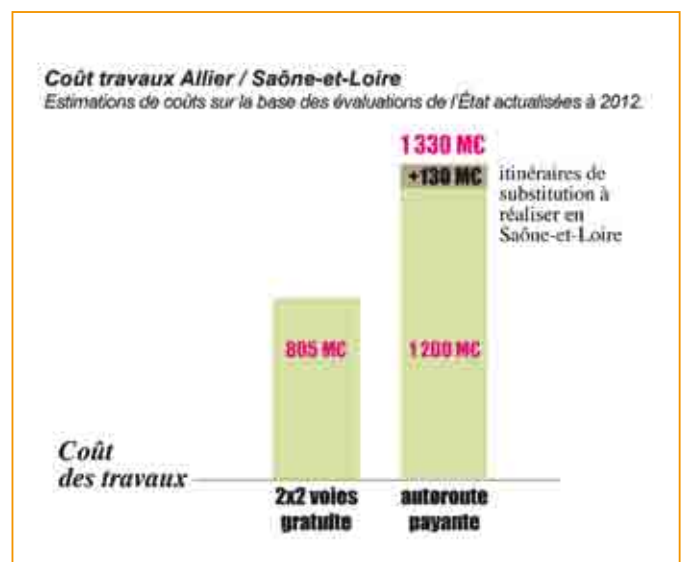 Coût travaux Allier / Saône-et-Loire
Estimations de coûts sur la base des évaluations de l'État actualisées à 2012.
1 330 M€
+130 M€
itinéraires de
substitution à
réaliser en
Saône-et-Loire
805 M€
1 200 M€
Coût
des travaux
2x2 voies
gratuite
autoroute
payante